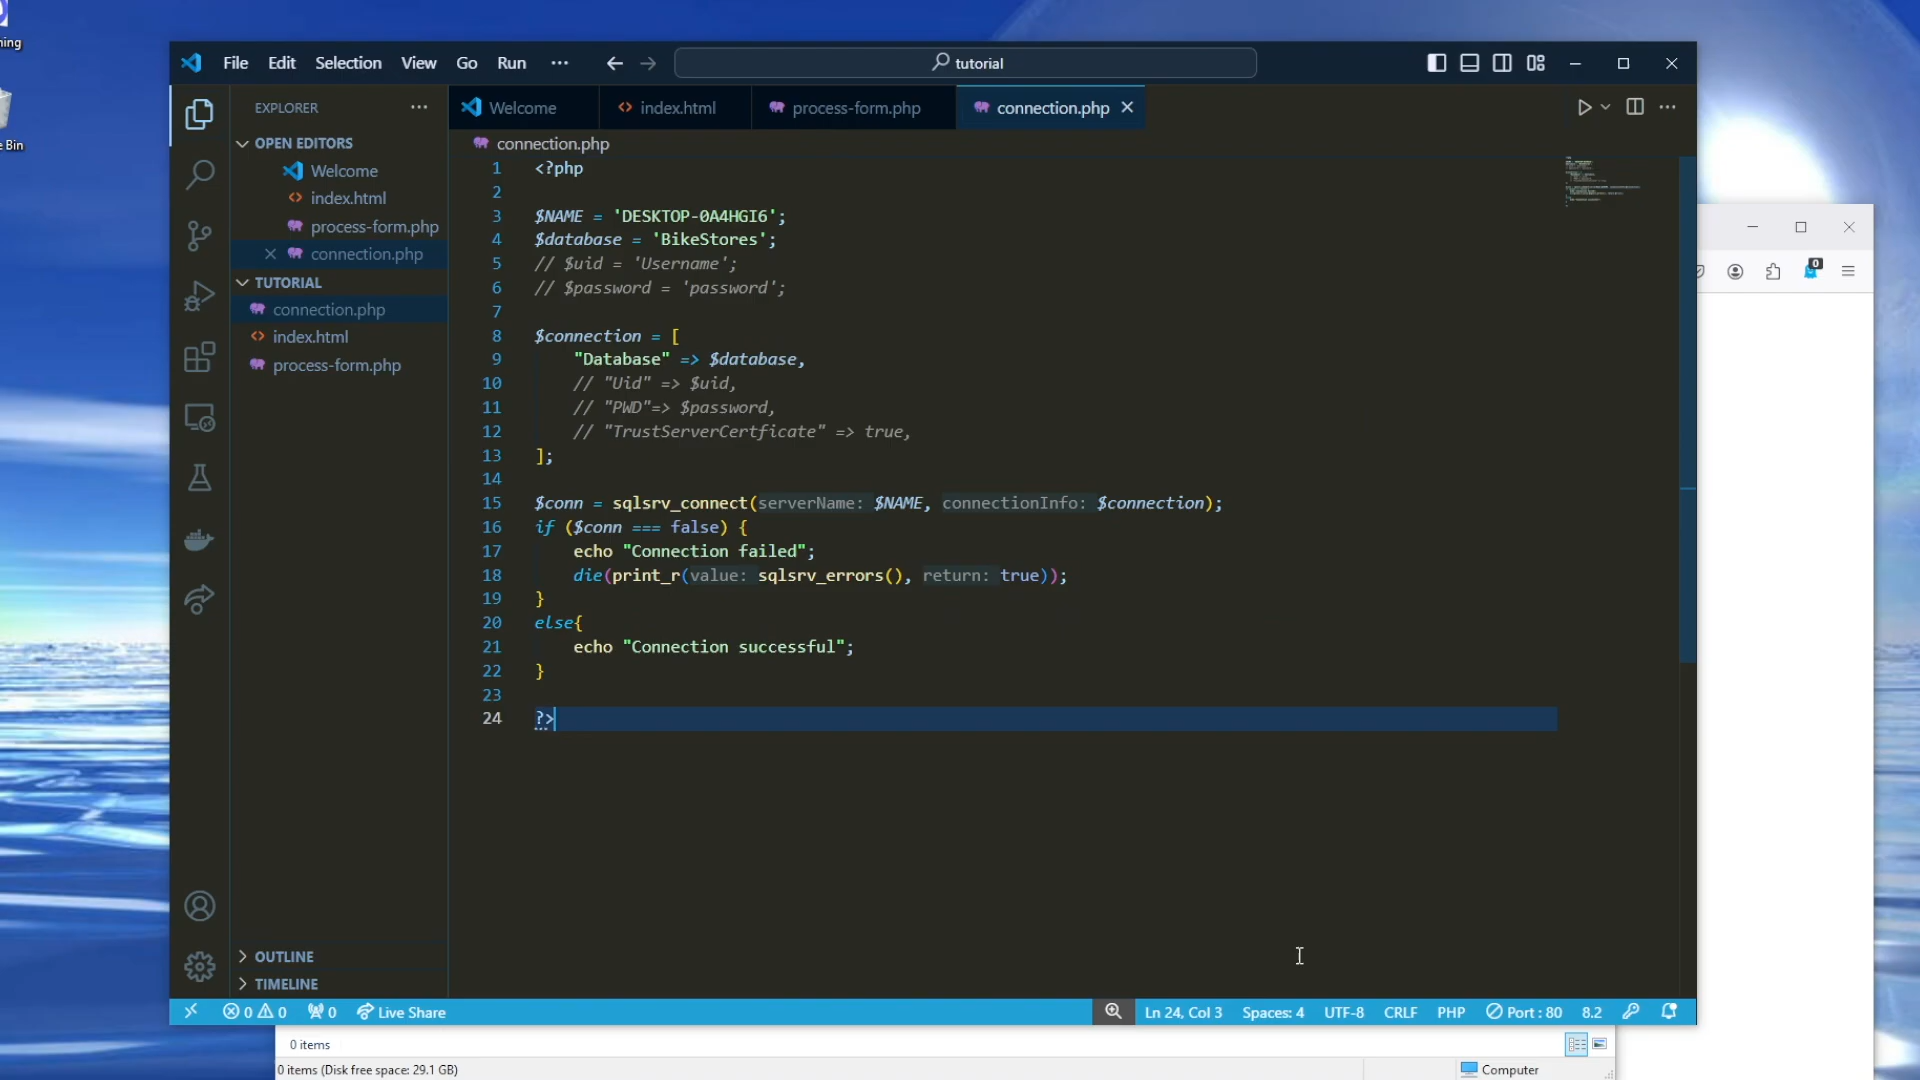 ning
e Bin
File Edit Selection View Go Run ··· tutorial
EXPLORER ···
OPEN EDITORS
Welcome
index.html
process-form.php
connection.php
TUTORIAL
connection.php
index.html
process-form.php
OUTLINE
TIMELINE
Welcome index.html process-form.php connection.php
connection.php
1 <?php
2
3 $NAME = 'DESKTOP-0A4HGI6';
4 $database = 'BikeStores';
5 // $uid = 'Username';
6 // $password = 'password';
7
8 $connection = [
9 "Database" => $database,
10 // "Uid" => $uid,
11 // "PWD"=> $password,
12 // "TrustServerCertficate" => true,
13 ];
14
15 $conn = sqlsrv_connect(serverName: $NAME, connectionInfo: $connection);
16 if ($conn === false) {
17 echo "Connection failed";
18 die(print_r(value: sqlsrv_errors(), return: true));
19 }
20 else{
21 echo "Connection successful";
22 }
23
24 ?>
0 0 0 Live Share Ln 24, Col 3 Spaces: 4 UTF-8 CRLF PHP Port : 80 8.2
0
0 items
0 items (Disk free space: 29.1 GB) Computer